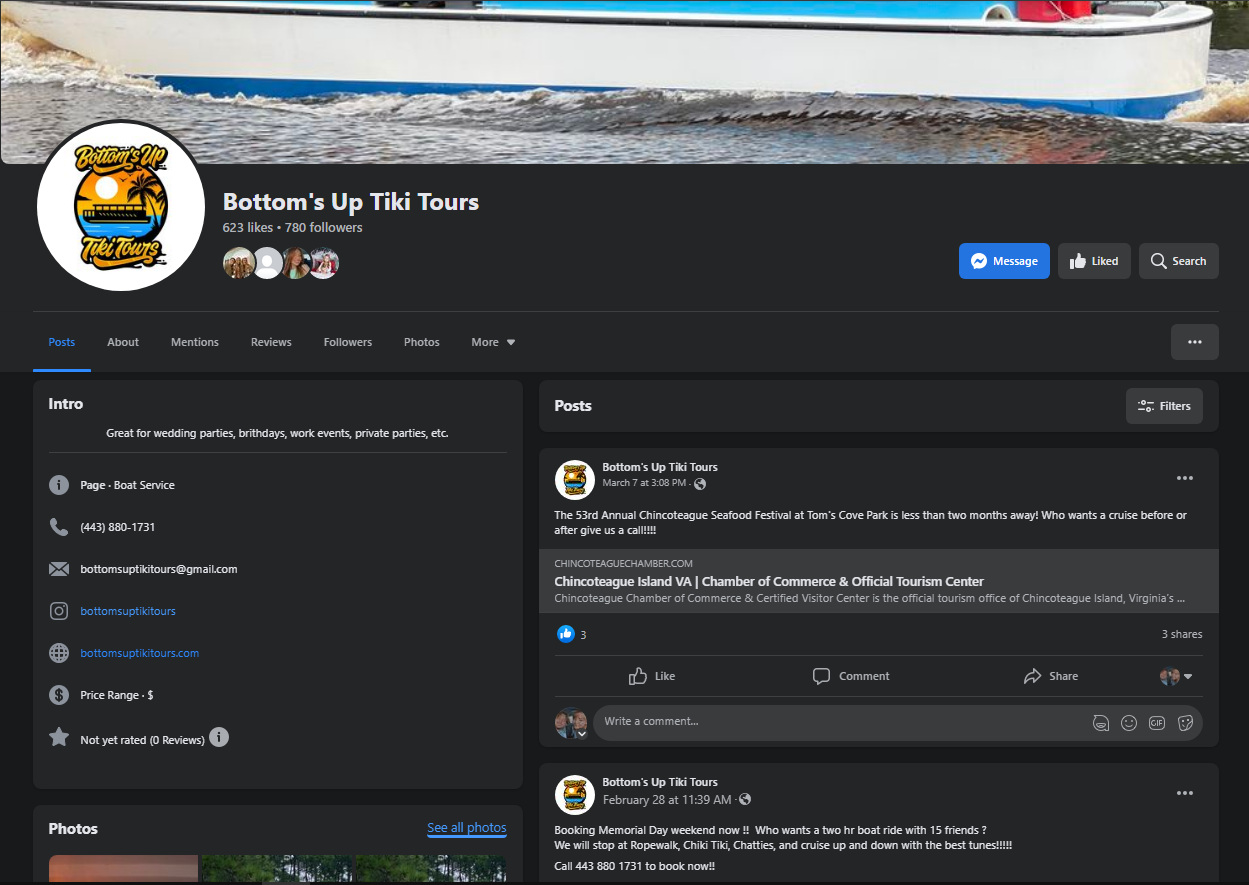 Bottom's Up
Tiki Tours
Bottom's Up Tiki Tours
623 likes • 780 followers
Message
Liked
Search
Posts
About
Mentions
Reviews
Followers
Photos
More
Intro
Great for wedding parties, brithdays, work events, private parties, etc.
Page · Boat Service
(443) 880-1731
bottomsuptikitours@gmail.com
bottomsuptikitours
bottomsuptikitours.com
Price Range · $
Not yet rated (0 Reviews)
Photos
See all photos
Posts
Filters
Bottom's Up Tiki Tours
March 7 at 3:08 PM ·
The 53rd Annual Chincoteague Seafood Festival at Tom's Cove Park is less than two months away! Who wants a cruise before or
after give us a call!!!!
CHINCOTEAGUECHAMBER.COM
Chincoteague Island VA | Chamber of Commerce & Official Tourism Center
Chincoteague Chamber of Commerce & Certified Visitor Center is the official tourism office of Chincoteague Island, Virginia's ...
3
3 shares
Like
Comment
Share
Write a comment...
GIF
Bottom's Up Tiki Tours
February 28 at 11:39 AM ·
Booking Memorial Day weekend now !! Who wants a two hr boat ride with 15 friends ?
We will stop at Ropewalk, Chiki Tiki, Chatties, and cruise up and down with the best tunes!!!!!
Call 443 880 1731 to book now!!